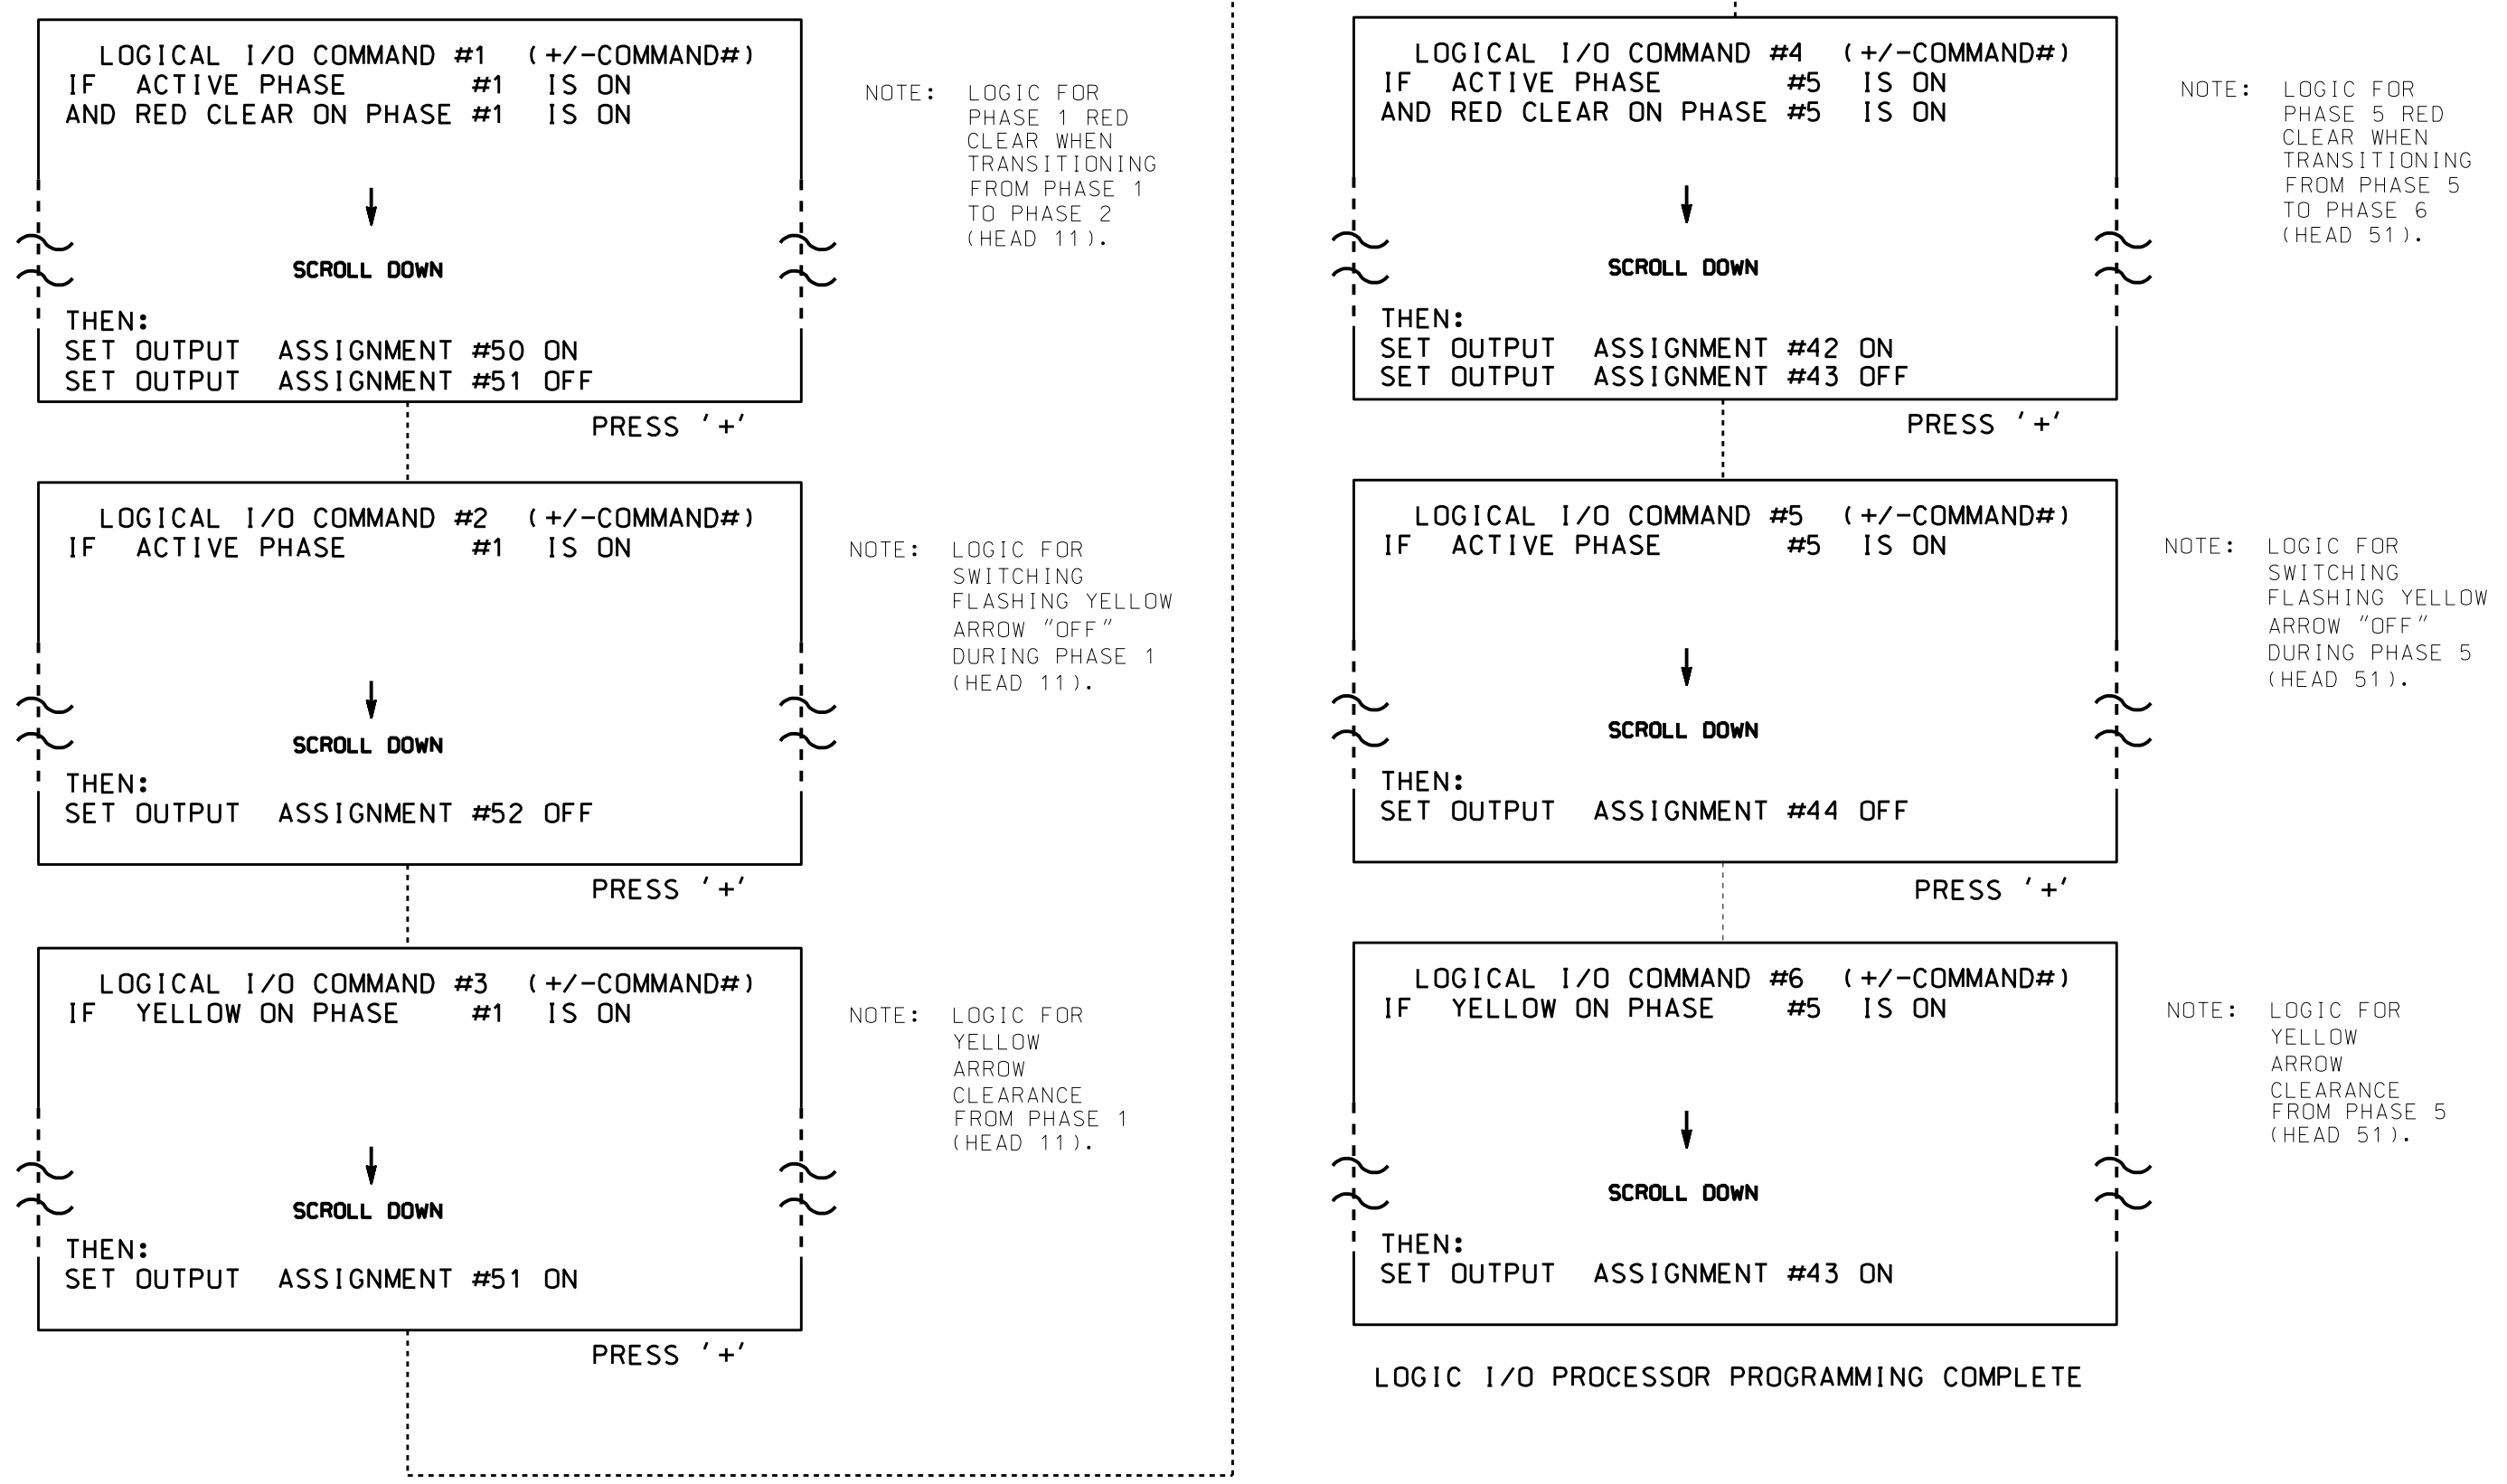 LOGICAL I/O COMMAND #1 (+/-COMMAND#)
IF ACTIVE PHASE #1 IS ON
AND RED CLEAR ON PHASE #1 IS ON
SCROLL DOWN
THEN:
SET OUTPUT ASSIGNMENT #50 ON
SET OUTPUT ASSIGNMENT #51 OFF
PRESS '+'
NOTE: LOGIC FOR
PHASE 1 RED
CLEAR WHEN
TRANSITIONING
FROM PHASE 1
TO PHASE 2
(HEAD 11).
LOGICAL I/O COMMAND #2 (+/-COMMAND#)
IF ACTIVE PHASE #1 IS ON
SCROLL DOWN
THEN:
SET OUTPUT ASSIGNMENT #52 OFF
PRESS '+'
NOTE: LOGIC FOR
SWITCHING
FLASHING YELLOW
ARROW "OFF"
DURING PHASE 1
(HEAD 11).
LOGICAL I/O COMMAND #3 (+/-COMMAND#)
IF YELLOW ON PHASE #1 IS ON
SCROLL DOWN
THEN:
SET OUTPUT ASSIGNMENT #51 ON
PRESS '+'
NOTE: LOGIC FOR
YELLOW
ARROW
CLEARANCE
FROM PHASE 1
(HEAD 11).
LOGICAL I/O COMMAND #4 (+/-COMMAND#)
IF ACTIVE PHASE #5 IS ON
AND RED CLEAR ON PHASE #5 IS ON
SCROLL DOWN
THEN:
SET OUTPUT ASSIGNMENT #42 ON
SET OUTPUT ASSIGNMENT #43 OFF
PRESS '+'
NOTE: LOGIC FOR
PHASE 5 RED
CLEAR WHEN
TRANSITIONING
FROM PHASE 5
TO PHASE 6
(HEAD 51).
LOGICAL I/O COMMAND #5 (+/-COMMAND#)
IF ACTIVE PHASE #5 IS ON
SCROLL DOWN
THEN:
SET OUTPUT ASSIGNMENT #44 OFF
PRESS '+'
NOTE: LOGIC FOR
SWITCHING
FLASHING YELLOW
ARROW "OFF"
DURING PHASE 5
(HEAD 51).
LOGICAL I/O COMMAND #6 (+/-COMMAND#)
IF YELLOW ON PHASE #5 IS ON
SCROLL DOWN
THEN:
SET OUTPUT ASSIGNMENT #43 ON
NOTE: LOGIC FOR
YELLOW
ARROW
CLEARANCE
FROM PHASE 5
(HEAD 51).
LOGIC I/O PROCESSOR PROGRAMMING COMPLETE